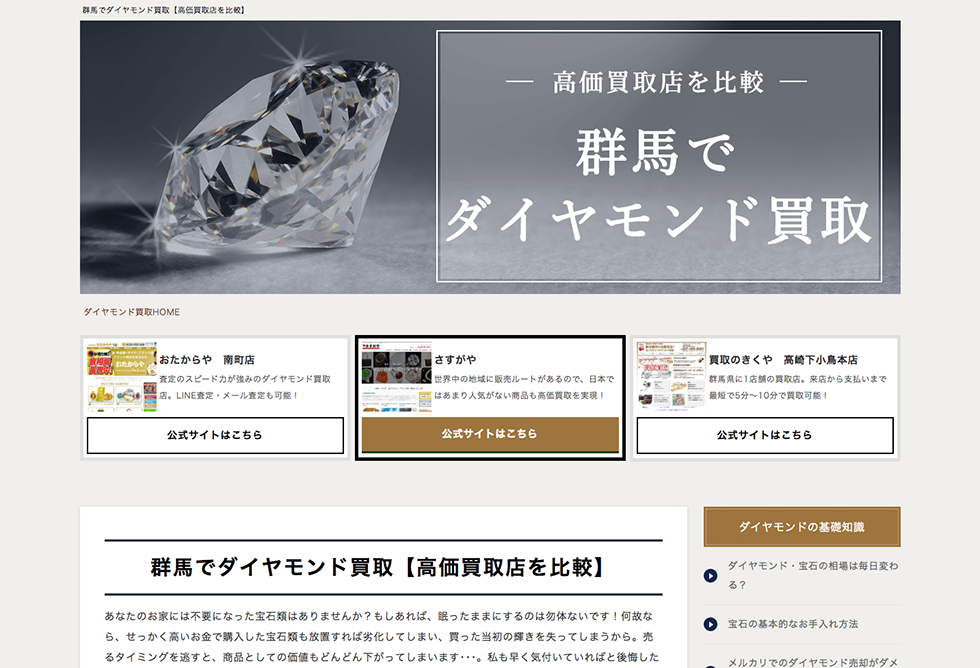 群馬でダイヤモンド買取【高価買取店を比較】
― 高価買取店を比較 ―
群馬で
ダイヤモンド買取
ダイヤモンド買取HOME
おたからや　南町店
査定のスピード力が強みのダイヤモンド買取
店。LINE査定・メール査定も可能！
公式サイトはこちら
さすがや
世界中の地域に販売ルートがあるので、日本で
はあまり人気がない商品も高価買取を実現！
公式サイトはこちら
買取のきくや　高崎下小鳥本店
群馬県に1店舗の買取店。来店から支払いまで
最短で5分〜10分で買取可能！
公式サイトはこちら
群馬でダイヤモンド買取【高価買取店を比較】
あなたのお家には不要になった宝石類はありませんか？もしあれば、眠ったままにするのは勿体ないです！何故な
ら、せっかく高いお金で購入した宝石類も放置すれば劣化してしまい、買った当初の輝きを失ってしまうから。売
るタイミングを逃すと、商品としての価値もどんどん下がってしまいます･･･。私も早く気付いていればと後悔した
ダイヤモンドの基礎知識
ダイヤモンド・宝石の相場は毎日変わ
る？
宝石の基本的なお手入れ方法
メルカリでのダイヤモンド売却がダメ